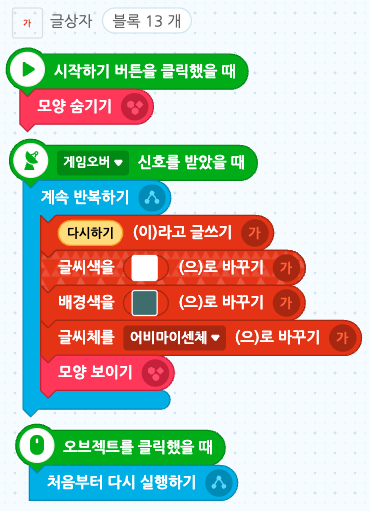 가 글상자 블록 13 개
시작하기 버튼을 클릭했을 때
모양 숨기기
게임오버 신호를 받았을 때
계속 반복하기
다시하기 (이)라고 글쓰기 가
글씨색을 (으)로 바꾸기 가
배경색을 (으)로 바꾸기 가
글씨체를 어비마이센체 (으)로 바꾸기 가
모양 보이기
오브젝트를 클릭했을 때
처음부터 다시 실행하기